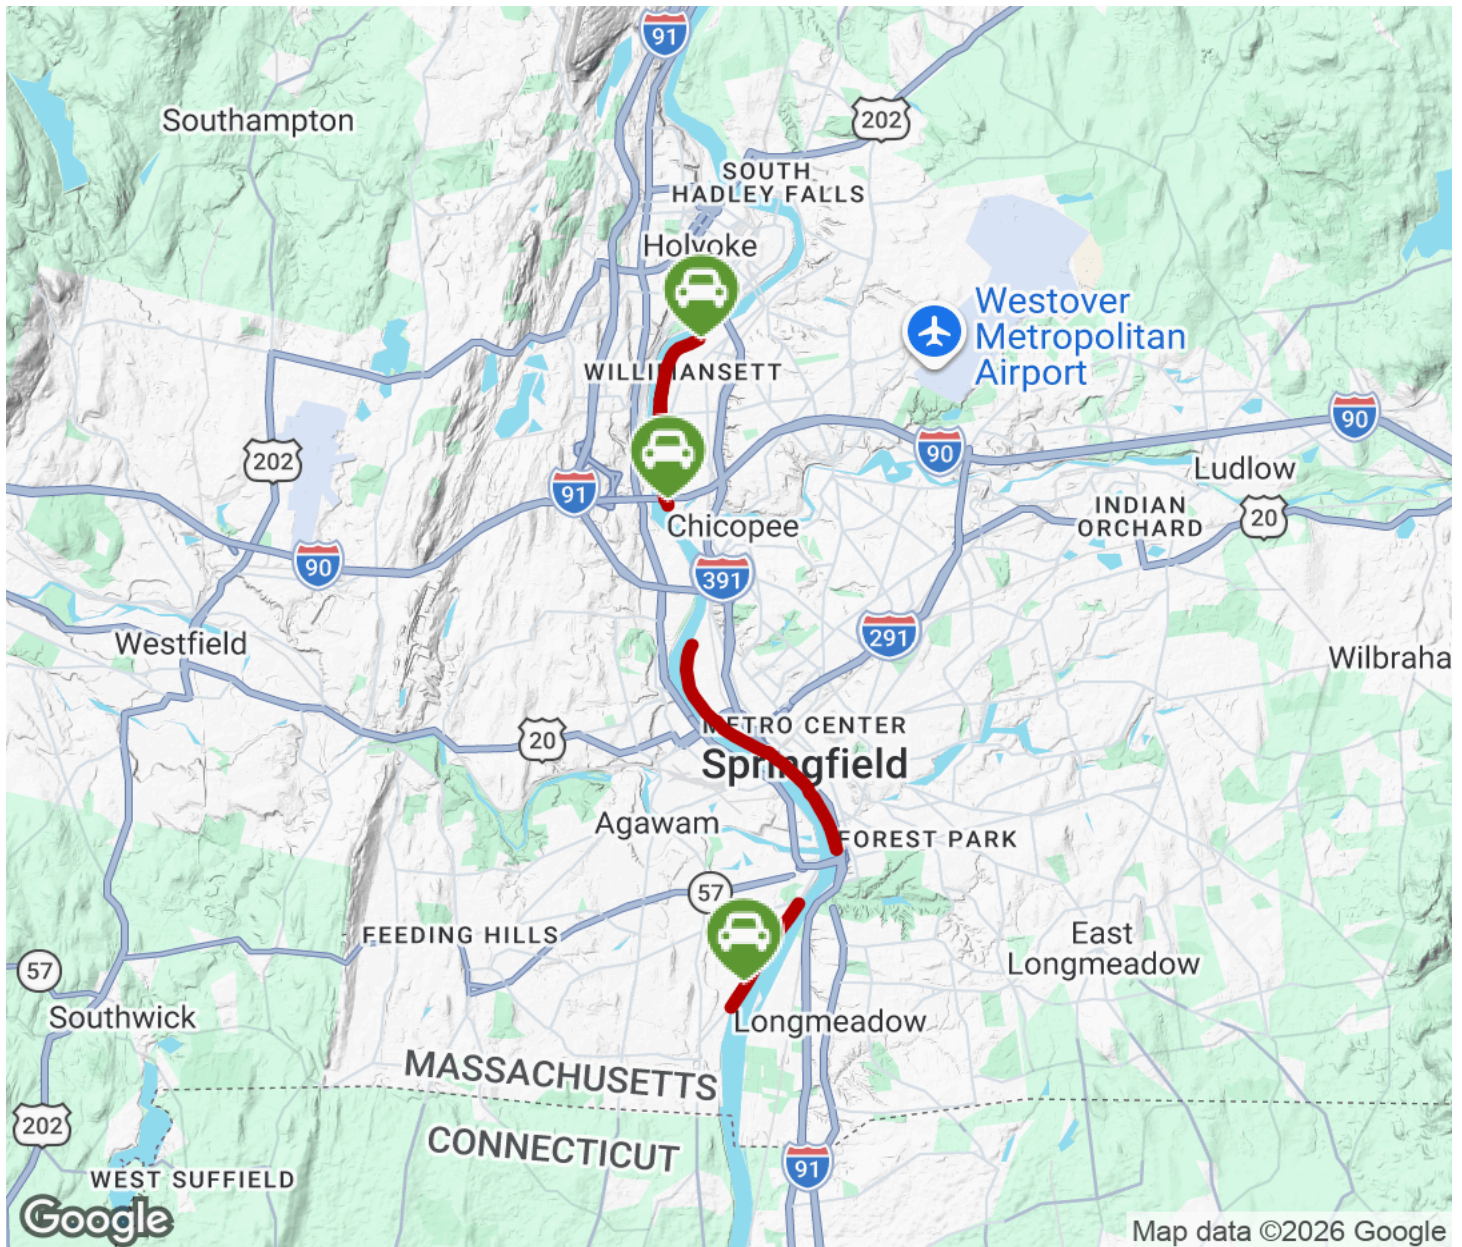 91
Southampton
202
SOUTH
HADLEY FALLS
Holyoke
Westover
Metropolitan
Airport
WILLIMANSETT
90
202
90
Ludlow
91
INDIAN
ORCHARD
20
Chicopee
90
391
291
Westfield
Wilbraha
METRO CENTER
20
Springfield
Agawam
FOREST PARK
57
FEEDING HILLS
East
Longmeadow
57
Southwick
Longmeadow
MASSACHUSETTS
202
CONNECTICUT
91
WEST SUFFIELD
Google
Map data ©2026 Google